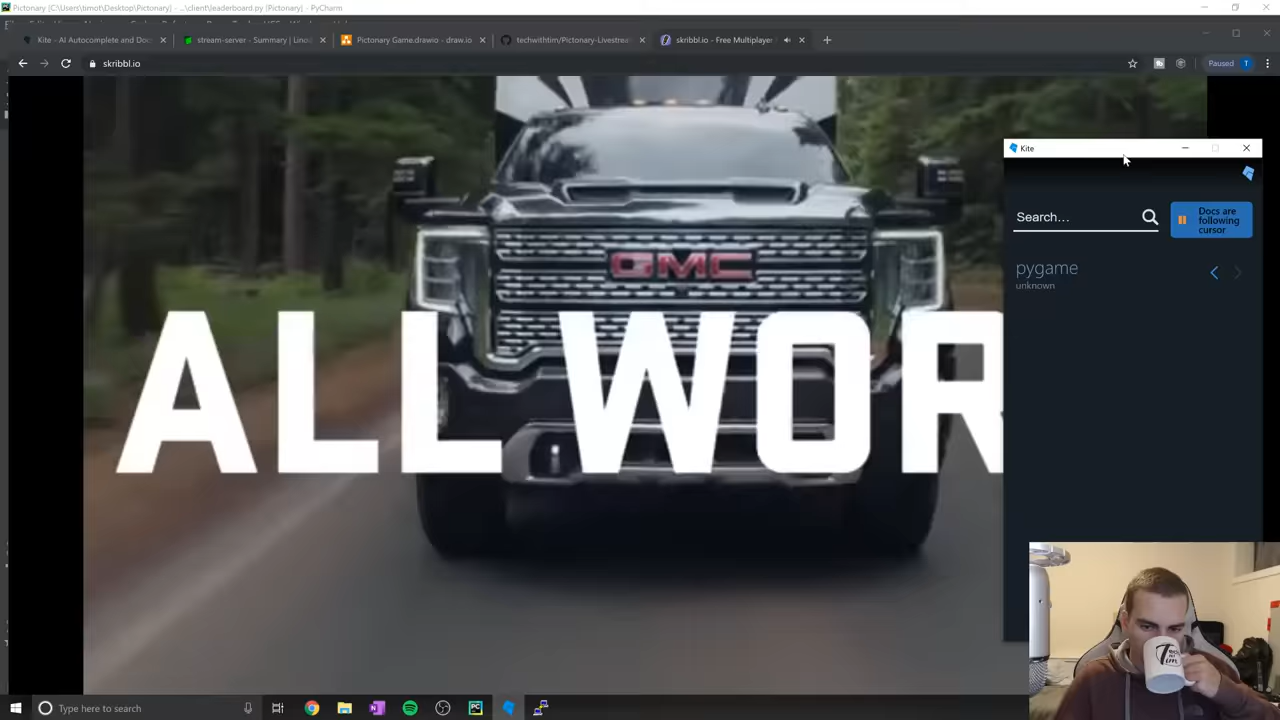 Pictonary [C:\Users\timot\Desktop\Pictonary] - ...\client\leaderboard.py [Pictonary] - PyCharm
Kite - AI Autocomplete and Doc
stream-server - Summary | Lino
Pictonary Game.drawio - draw.io
techwithtim/Pictonary-Livestrea
skribbl.io - Free Multiplayer
skribbl.io
Paused
T
Kite
Search...
Docs are
following
cursor
pygame
unknown
GMC
ALL WOR
Type here to search